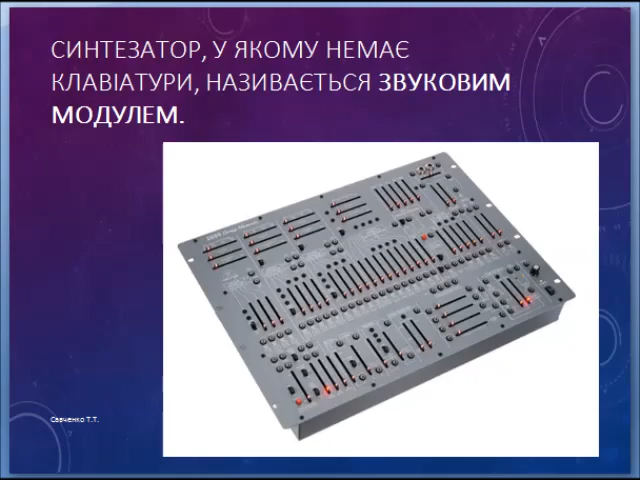 СИНТЕЗАТОР, У ЯКОМУ НЕМАЄ
КЛАВІАТУРИ, НАЗИВАЄТЬСЯ ЗВУКОВИМ
МОДУЛЕМ.
Савченко Т.Т.